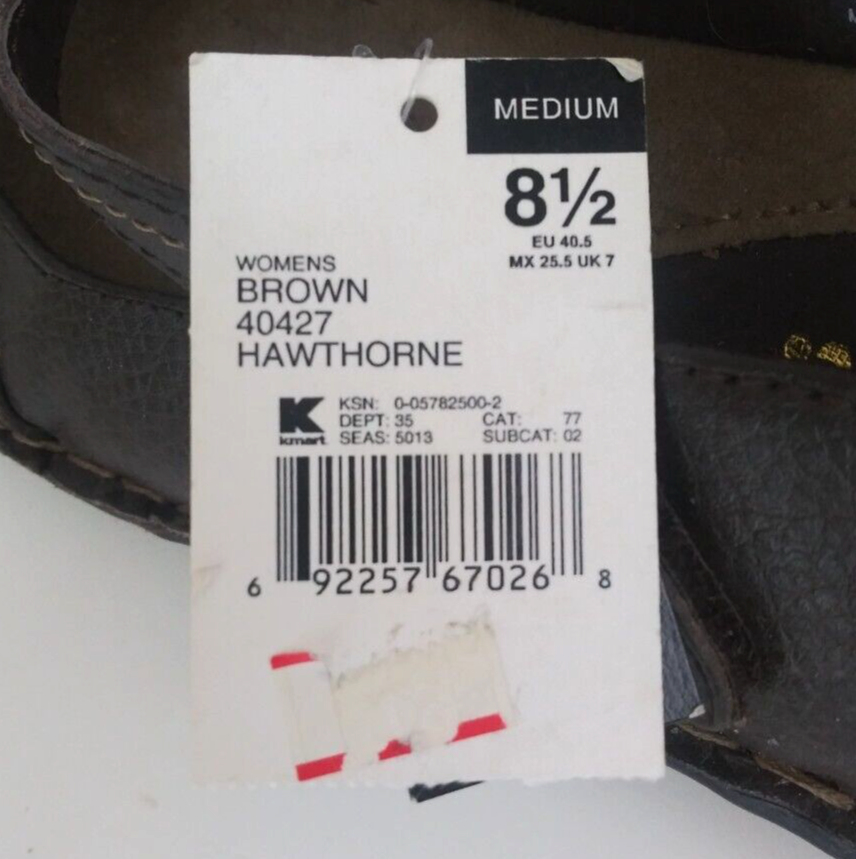 MEDIUM
8½
EU 40.5
MX 25.5 UK 7
WOMENS
BROWN
40427
HAWTHORNE
kmart
KSN: 0-05782500-2
DEPT: 35 CAT: 77
SEAS: 5013 SUBCAT: 02
6 92257 67026 8